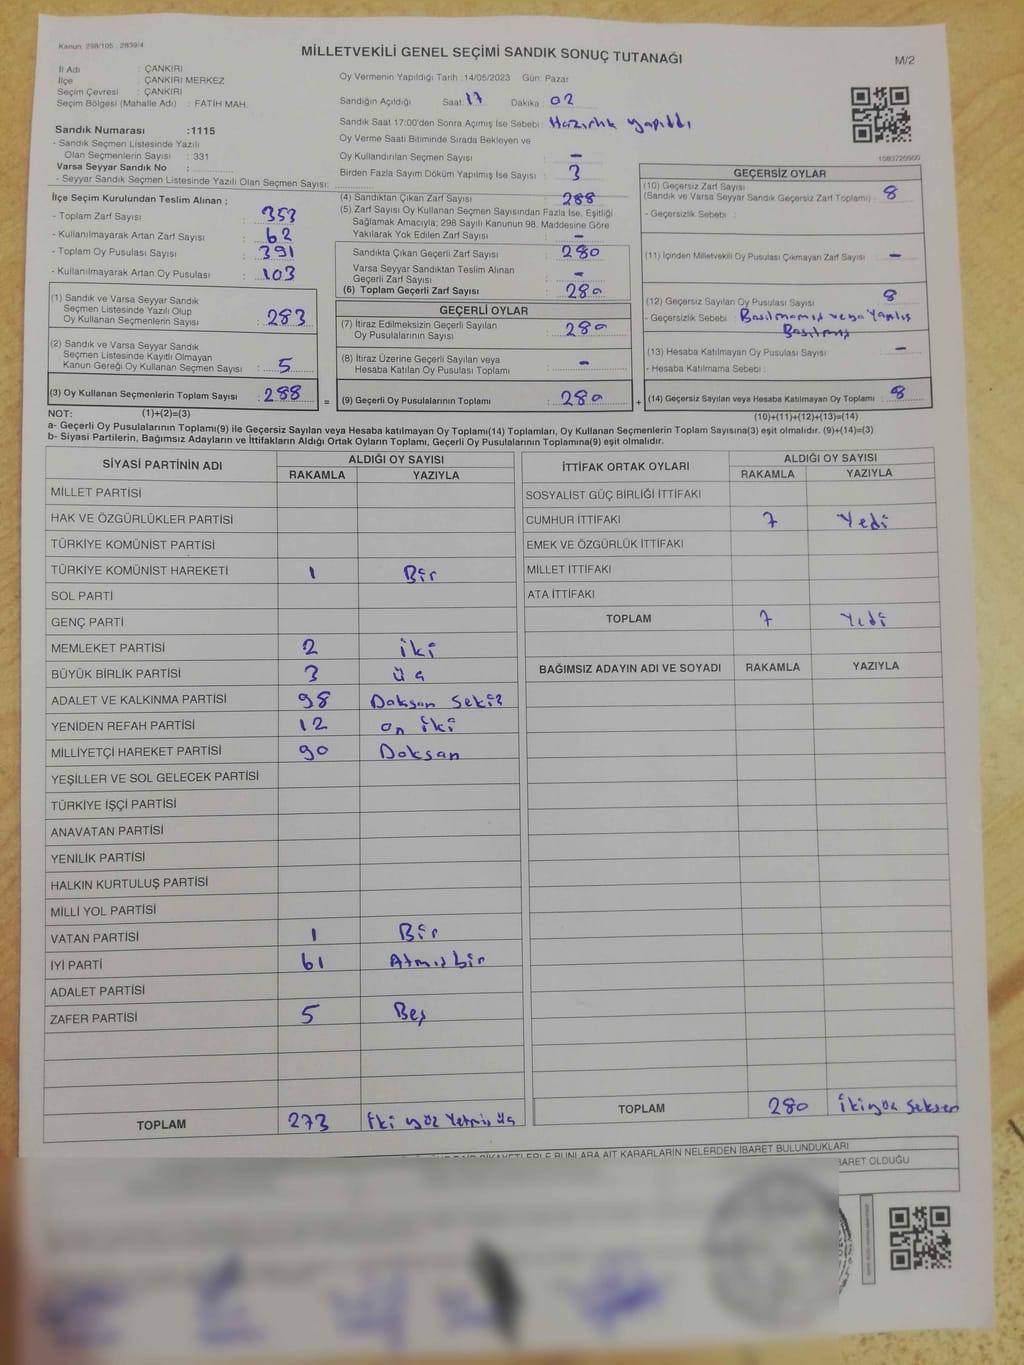 Kanun: 298/105 : 2839/4
MİLLETVEKİLİ GENEL SEÇİMİ SANDIK SONUÇ TUTANAĞI
M/2
İl Adı : ÇANKIRI
İlçe : ÇANKIRI MERKEZ
Seçim Çevresi : ÇANKIRI
Seçim Bölgesi (Mahalle Adı) : FATİH MAH.
Sandık Numarası :1115
- Sandık Seçmen Listesinde Yazılı
Olan Seçmenlerin Sayısı : 331
Varsa Seyyar Sandık No :
- Seyyar Sandık Seçmen Listesinde Yazılı Olan Seçmen Sayısı:
Oy Vermenin Yapıldığı Tarih :14/05/2023 Gün: Pazar
Sandığın Açıldığı Saat: 17 Dakika : 02
Sandık Saat 17:00'den Sonra Açımış İse Sebebi : Hazırlık yapıldı
Oy Verme Saati Bitiminde Sırada Bekleyen ve
Oy Kullandırılan Seçmen Sayısı : -
Birden Fazla Sayım Döküm Yapılmış İse Sayısı : 3
1083720900
İlçe Seçim Kurulundan Teslim Alınan ;
- Toplam Zarf Sayısı : 353
- Kullanılmayarak Artan Zarf Sayısı : 62
- Toplam Oy Pusulası Sayısı : 391
- Kullanılmayarak Artan Oy Pusulası : 103
(1) Sandık ve Varsa Seyyar Sandık
Seçmen Listesinde Yazılı Olup
Oy Kullanan Seçmenlerin Sayısı : 283
(2) Sandık ve Varsa Seyyar Sandık
Seçmen Listesinde Kayıtlı Olmayan
Kanun Gereği Oy Kullanan Seçmen Sayısı : 5
(3) Oy Kullanan Seçmenlerin Toplam Sayısı : 288
(4) Sandıktan Çıkan Zarf Sayısı : 288
(5) Zarf Sayısı Oy Kullanan Seçmen Sayısından Fazla İse, Eşitliği
Sağlamak Amacıyla; 298 Sayılı Kanunun 98. Maddesine Göre
Yakılarak Yok Edilen Zarf Sayısı : -
Sandıkta Çıkan Geçerli Zarf Sayısı : 280
Varsa Seyyar Sandıktan Teslim Alınan
Geçerli Zarf Sayısı : -
(6) Toplam Geçerli Zarf Sayısı : 280
GEÇERLİ OYLAR
(7) İtiraz Edilmeksizin Geçerli Sayılan
Oy Pusulalarının Sayısı : 280
(8) İtiraz Üzerine Geçerli Sayılan veya
Hesaba Katılan Oy Pusulası Toplamı : -
= (9) Geçerli Oy Pusulalarının Toplamı : 280 +
GEÇERSİZ OYLAR
(10) Geçersiz Zarf Sayısı
(Sandık ve Varsa Seyyar Sandık Geçersiz Zarf Toplamı) : 8
- Geçersizlik Sebebi :
(11) İçinden Milletvekili Oy Pusulası Çıkmayan Zarf Sayısı : -
(12) Geçersiz Sayılan Oy Pusulası Sayısı : 8
- Geçersizlik Sebebi : Basılmamış veya Yanlış
Basılmış
(13) Hesaba Katılmayan Oy Pusulası Sayısı : -
- Hesaba Katılmama Sebebi :
(14) Geçersiz Sayılan veya Hesaba Katılmayan Oy Toplamı : 8
NOT: (1)+(2)=(3)
(10)+(11)+(12)+(13)=(14)
a- Geçerli Oy Pusulalarının Toplamı(9) ile Geçersiz Sayılan veya Hesaba katılmayan Oy Toplamı(14) Toplamları, Oy Kullanan Seçmenlerin Toplam Sayısına(3) eşit olmalıdır. (9)+(14)=(3)
b- Siyasi Partilerin, Bağımsız Adayların ve İttifakların Aldığı Ortak Oyların Toplamı, Geçerli Oy Pusulalarının Toplamına(9) eşit olmalıdır.
SİYASİ PARTİNİN ADI ALDIĞI OY SAYISI
RAKAMLA YAZIYLA
MİLLET PARTİSİ
HAK VE ÖZGÜRLÜKLER PARTİSİ
TÜRKİYE KOMÜNİST PARTİSİ
TÜRKİYE KOMÜNİST HAREKETİ 1 Bir
SOL PARTİ
GENÇ PARTİ
MEMLEKET PARTİSİ 2 iki
BÜYÜK BİRLİK PARTİSİ 3 üç
ADALET VE KALKINMA PARTİSİ 98 Doksan Sekiz
YENİDEN REFAH PARTİSİ 12 on iki
MİLLİYETÇİ HAREKET PARTİSİ 90 Doksan
YEŞİLLER VE SOL GELECEK PARTİSİ
TÜRKİYE İŞÇİ PARTİSİ
ANAVATAN PARTİSİ
YENİLİK PARTİSİ
HALKIN KURTULUŞ PARTİSİ
MİLLİ YOL PARTİSİ
VATAN PARTİSİ 1 Bir
İYİ PARTİ 61 Atmışbir
ADALET PARTİSİ
ZAFER PARTİSİ 5 Beş
TOPLAM 273 İki yüz Yetmiş üç
İTTİFAK ORTAK OYLARI ALDIĞI OY SAYISI
RAKAMLA YAZIYLA
SOSYALİST GÜÇ BİRLİĞİ İTTİFAKI
CUMHUR İTTİFAKI 7 Yedi
EMEK VE ÖZGÜRLÜK İTTİFAKI
MİLLET İTTİFAKI
ATA İTTİFAKI
TOPLAM 7 Yedi
BAĞIMSIZ ADAYIN ADI VE SOYADI RAKAMLA YAZIYLA
TOPLAM 280 İkiyüz Seksen
BUNLARA AİT KARARLARIN NELERDEN İBARET BULUNDUKLARI
İBARET OLDUĞU